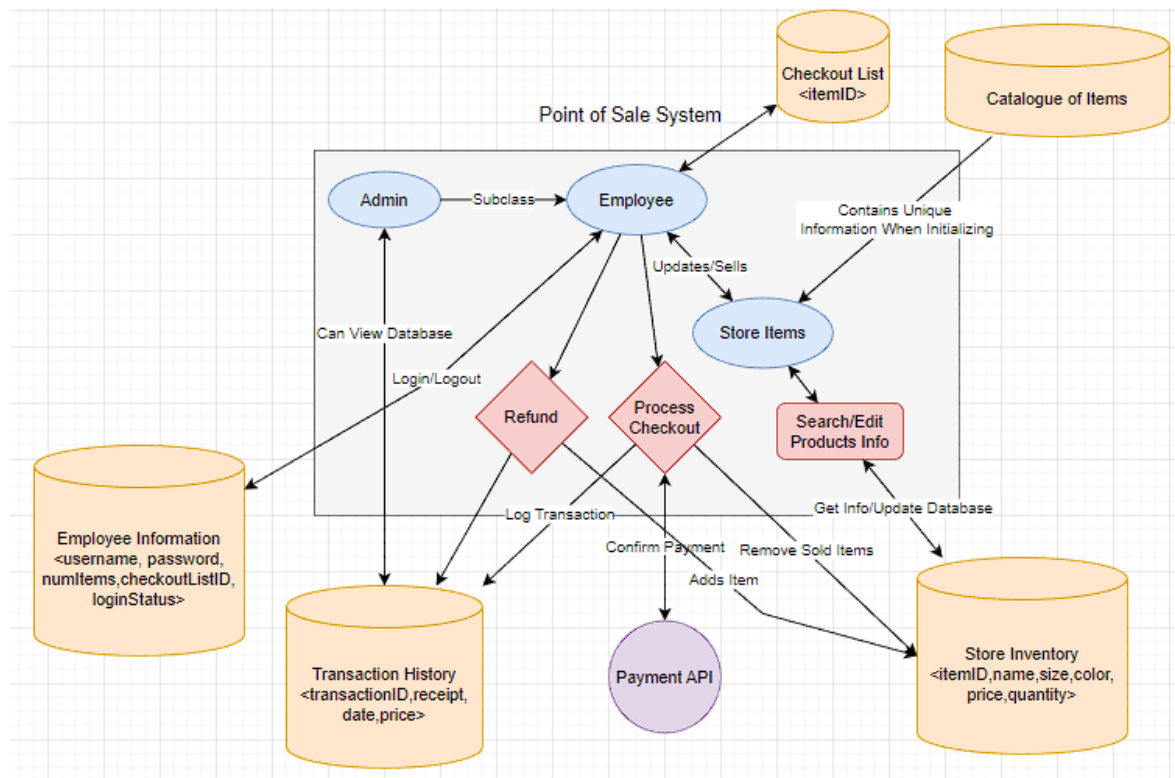 Checkout List
<itemID>
Catalogue of Items
Point of Sale System
Admin
Subclass
Employee
Contains Unique
Information When Initializing
Updates/Sells
Can View Database
Store Items
Login/Logout
Refund
Process
Checkout
Search/Edit
Products Info
Log Transaction
Get Info/Update Database
Confirm Payment
Remove Sold Items
Adds Item
Employee Information
<username, password,
numItems,checkoutListID,
loginStatus>
Transaction History
<transactionID,receipt,
date,price>
Payment API
Store Inventory
<itemID,name,size,color,
price,quantity>